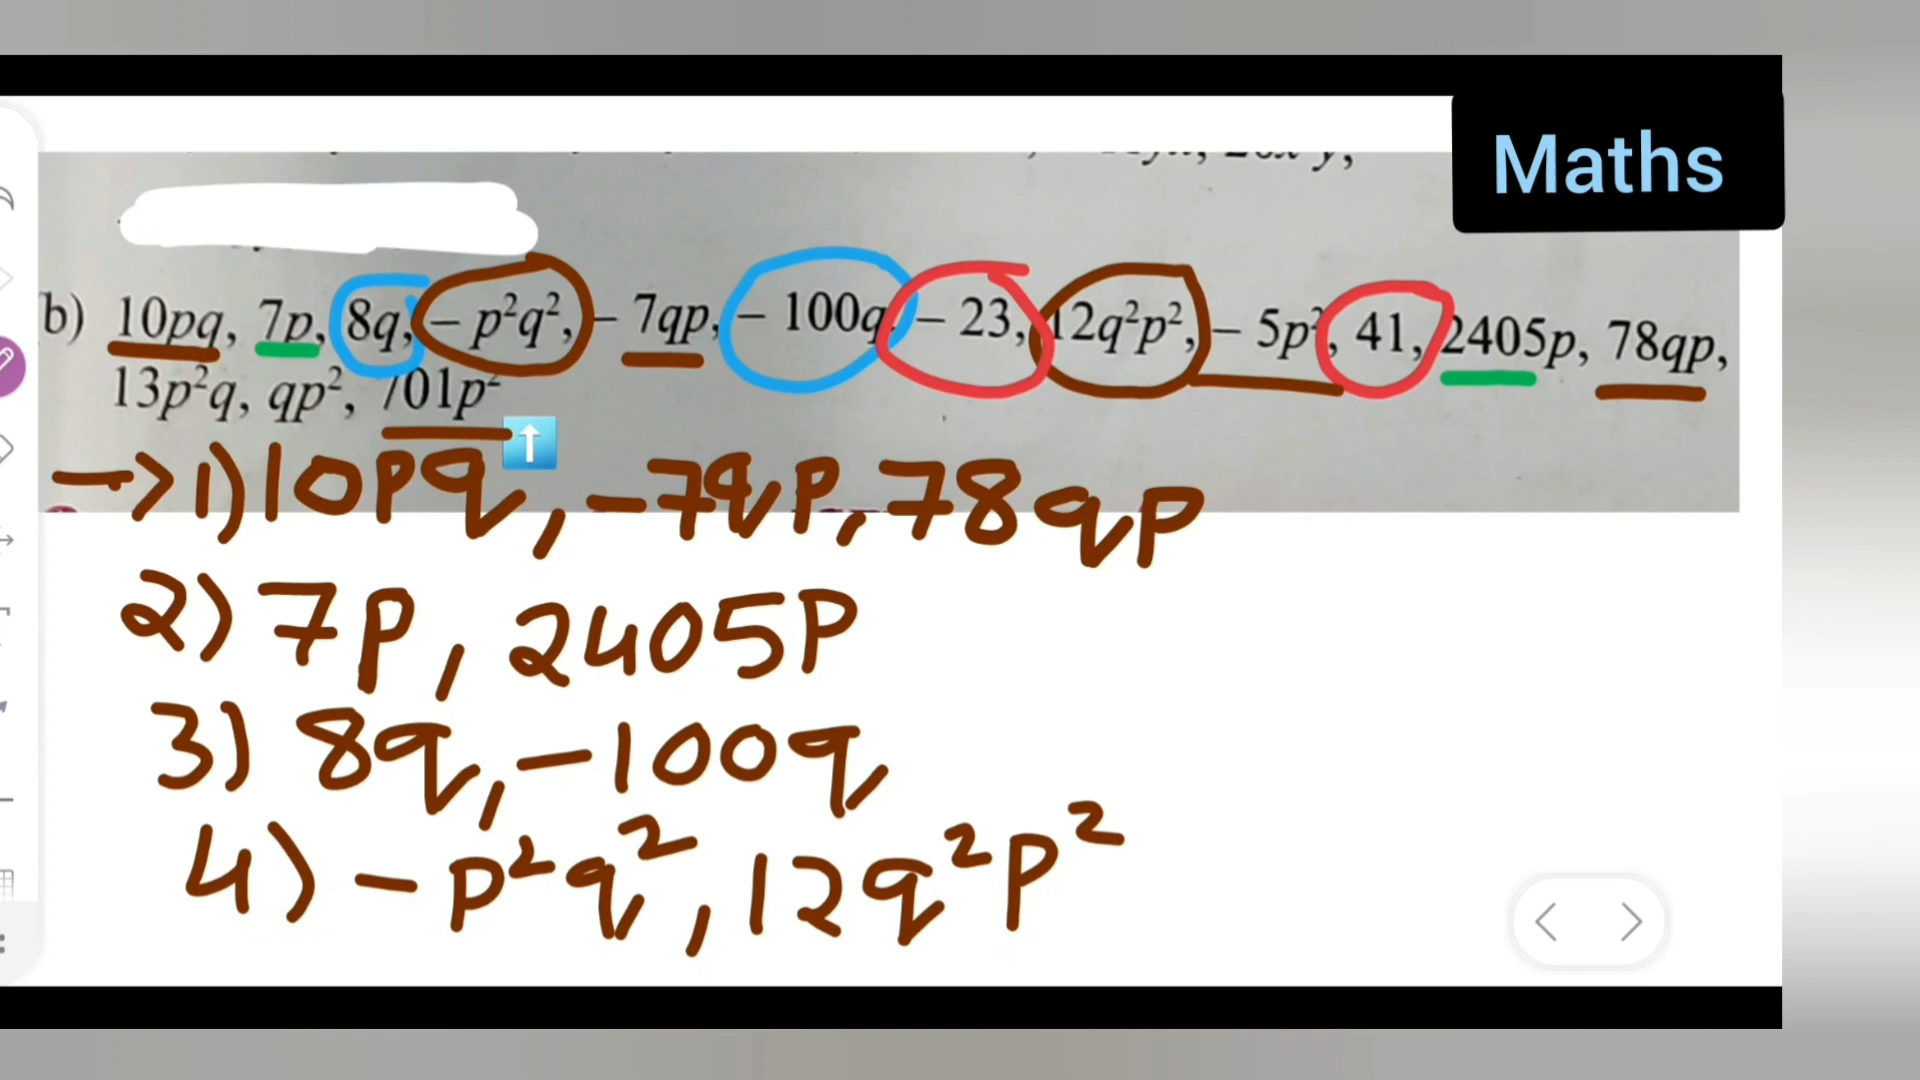 Maths
b) 10pq, 7p, 8q, – p²q², – 7qp, – 100q, – 23, 12q²p², – 5p², 41, 2405p, 78qp,
13p²q, qp², 701p²
→ 1) 10pq, -7qp, 78qp
2) 7p, 2405p
3) 8q, -100q
4) -p²q², 12q²p²